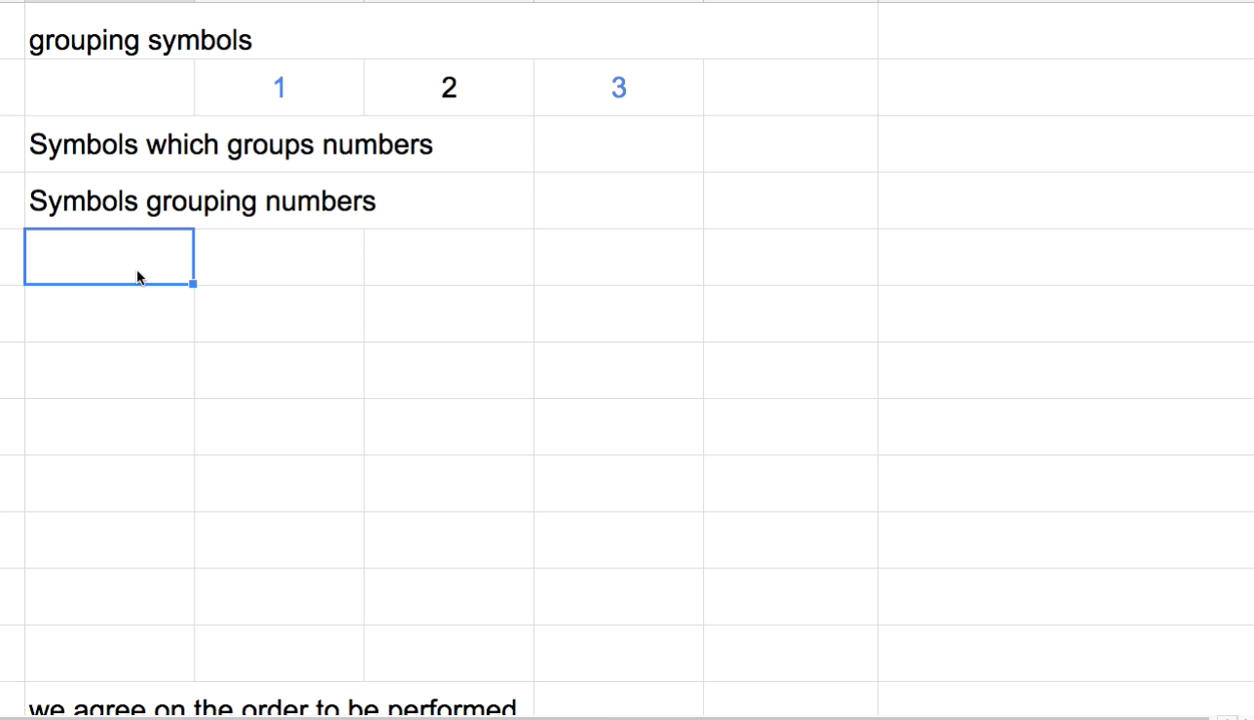 grouping symbols
1 2 3
Symbols which groups numbers
Symbols grouping numbers
we agree on the order to be performed